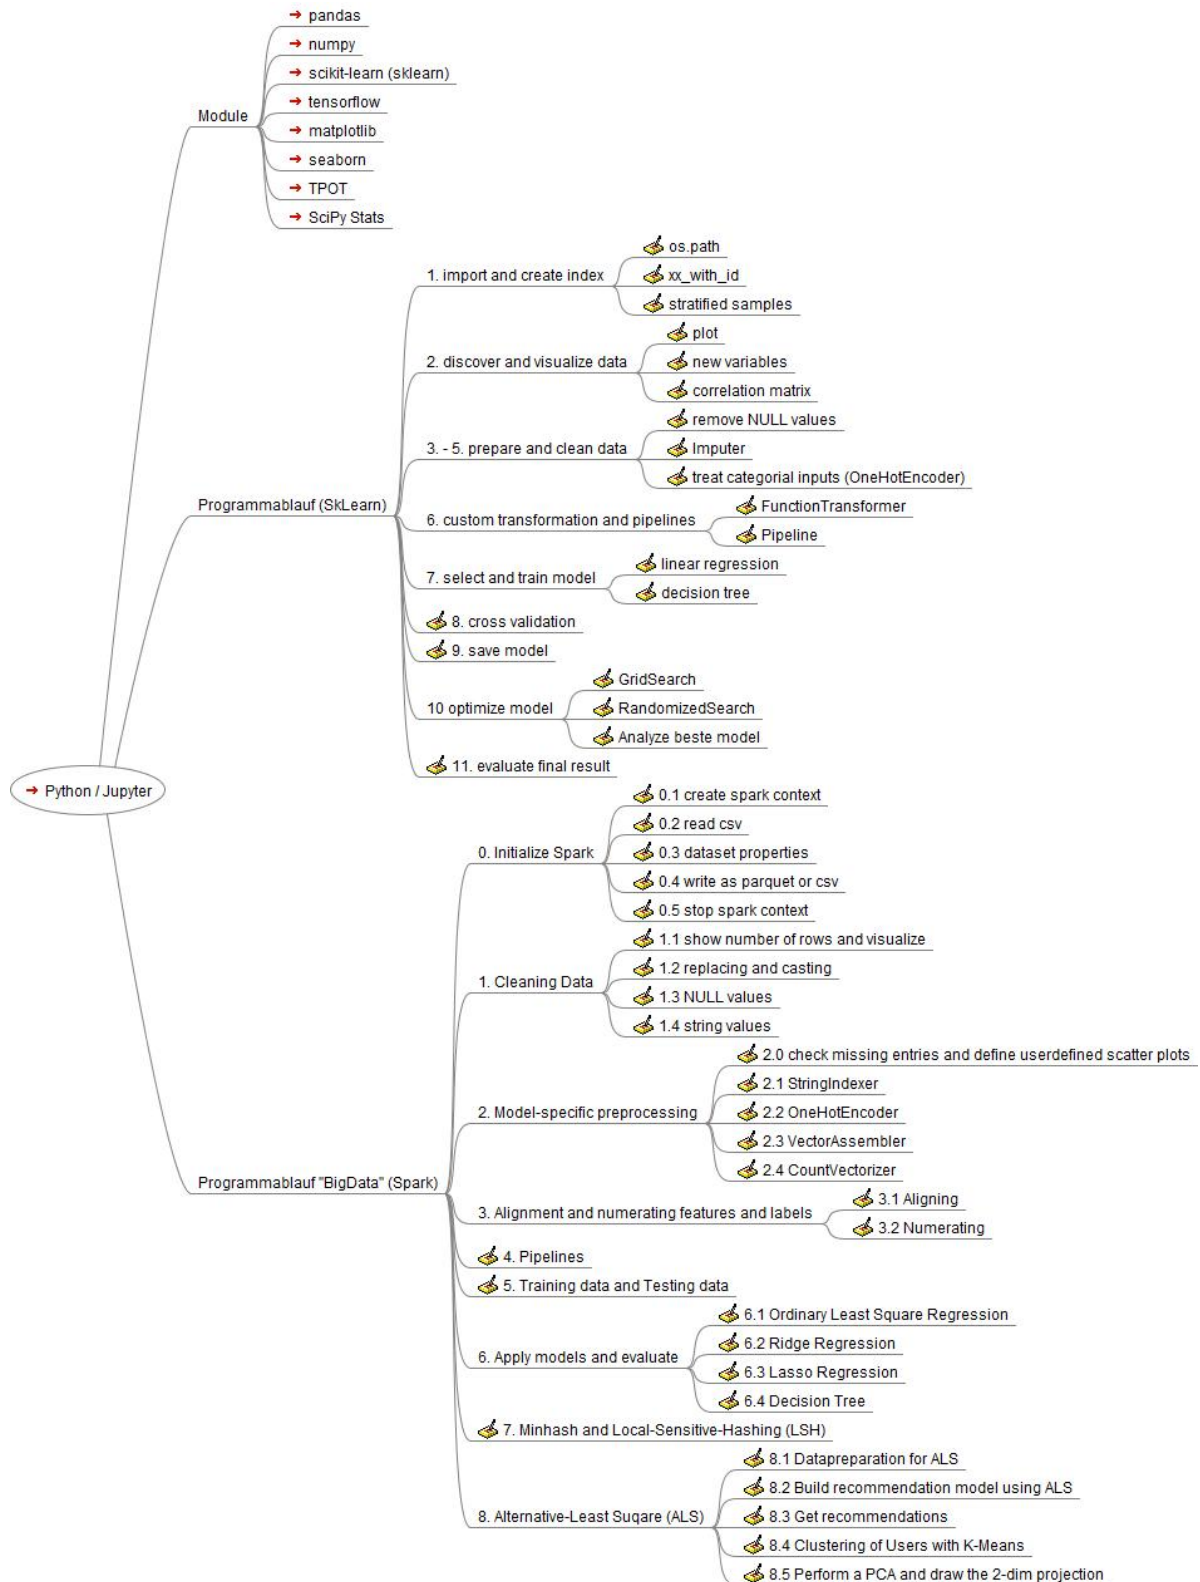 pandas
numpy
scikit-learn (sklearn)
tensorflow
Module
matplotlib
seaborn
TPOT
SciPy Stats
os.path
1. import and create index
xx_with_id
stratified samples
plot
2. discover and visualize data
new variables
correlation matrix
remove NULL values
3. - 5. prepare and clean data
Imputer
treat categorial inputs (OneHotEncoder)
Programmablauf (SkLearn)
FunctionTransformer
6. custom transformation and pipelines
Pipeline
linear regression
7. select and train model
decision tree
8. cross validation
9. save model
GridSearch
10 optimize model
RandomizedSearch
Analyze beste model
11. evaluate final result
Python / Jupyter
0.1 create spark context
0.2 read csv
0. Initialize Spark
0.3 dataset properties
0.4 write as parquet or csv
0.5 stop spark context
1.1 show number of rows and visualize
1.2 replacing and casting
1. Cleaning Data
1.3 NULL values
1.4 string values
2.0 check missing entries and define userdefined scatter plots
2.1 StringIndexer
2. Model-specific preprocessing
2.2 OneHotEncoder
2.3 VectorAssembler
2.4 CountVectorizer
Programmablauf "BigData" (Spark)
3.1 Aligning
3. Alignment and numerating features and labels
3.2 Numerating
4. Pipelines
5. Training data and Testing data
6.1 Ordinary Least Square Regression
6.2 Ridge Regression
6. Apply models and evaluate
6.3 Lasso Regression
6.4 Decision Tree
7. Minhash and Local-Sensitive-Hashing (LSH)
8.1 Datapreparation for ALS
8.2 Build recommendation model using ALS
8. Alternative-Least Suqare (ALS)
8.3 Get recommendations
8.4 Clustering of Users with K-Means
8.5 Perform a PCA and draw the 2-dim projection